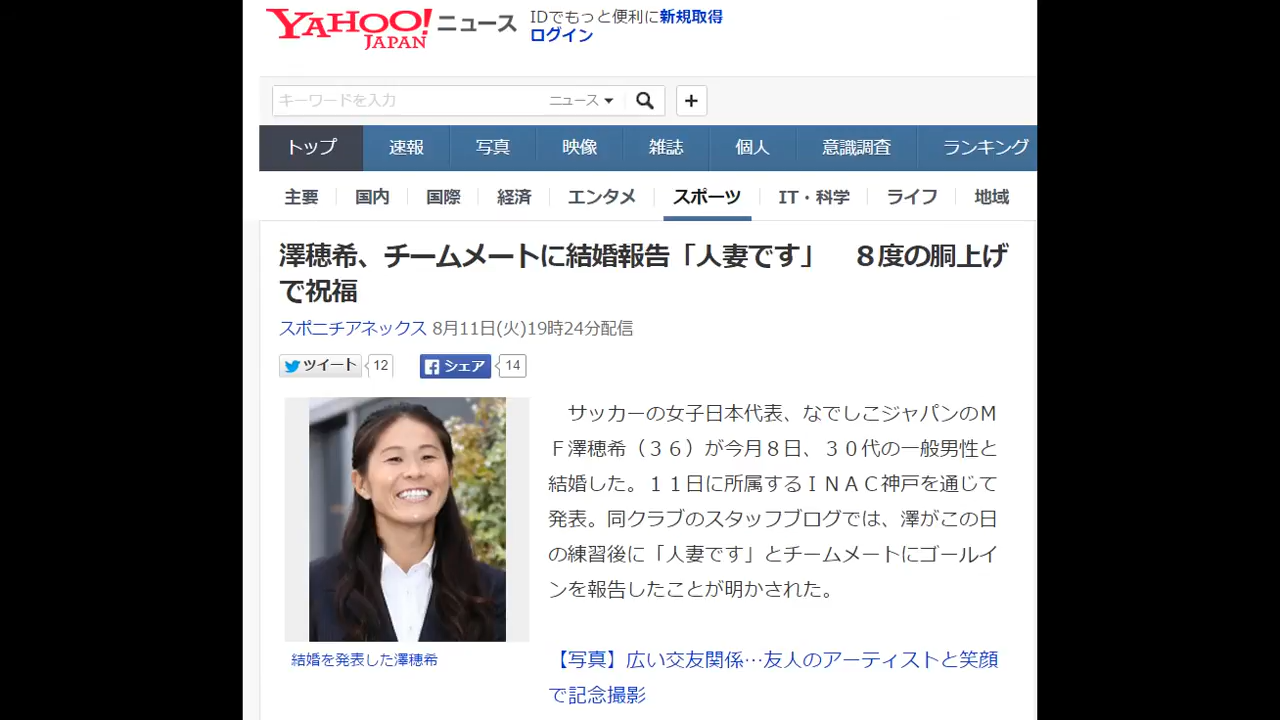 YAHOO! JAPAN ニュース
IDでもっと便利に新規取得
ログイン
キーワードを入力 ニュース
トップ 速報 写真 映像 雑誌 個人 意識調査 ランキング
主要 国内 国際 経済 エンタメ スポーツ IT・科学 ライフ 地域
澤穂希、チームメートに結婚報告「人妻です」　８度の胴上げ
で祝福
スポニチアネックス 8月11日(火)19時24分配信
ツイート 12 シェア 14
サッカーの女子日本代表、なでしこジャパンのＭ
Ｆ澤穂希（３６）が今月８日、３０代の一般男性と
結婚した。１１日に所属するＩＮＡＣ神戸を通じて
発表。同クラブのスタッフブログでは、澤がこの日
の練習後に「人妻です」とチームメートにゴールイ
ンを報告したことが明かされた。
結婚を発表した澤穂希
【写真】広い交友関係…友人のアーティストと笑顔
で記念撮影